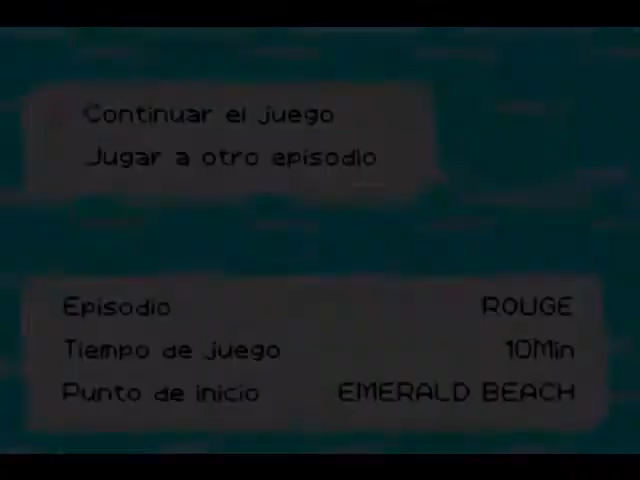 Continuar el juego
Jugar a otro episodio
Episodio ROUGE
Tiempo de juego 10Min
Punto de inicio EMERALD BEACH